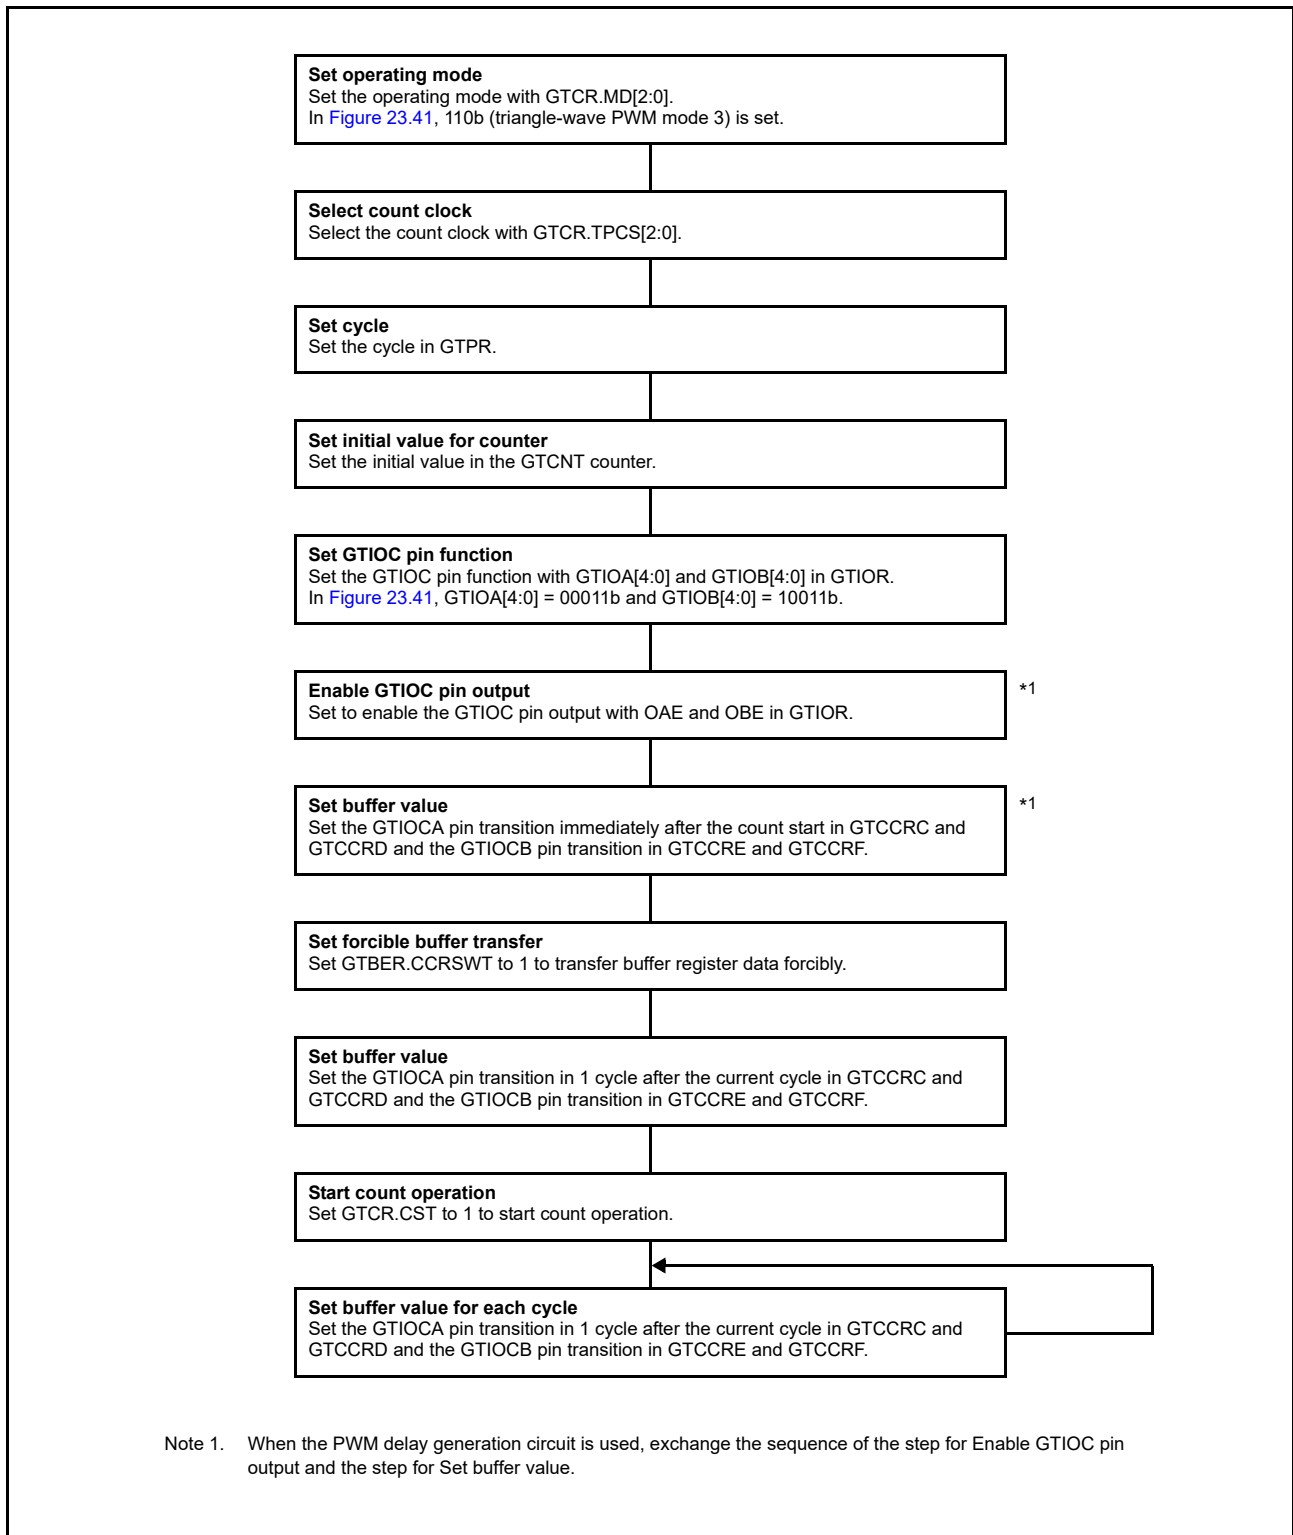 Set operating mode
Set the operating mode with GTCR.MD[2:0].
In Figure 23.41, 110b (triangle-wave PWM mode 3) is set.
Select count clock
Select the count clock with GTCR.TPCS[2:0].
Set cycle
Set the cycle in GTPR.
Set initial value for counter
Set the initial value in the GTCNT counter.
Set GTIOC pin function
Set the GTIOC pin function with GTIOA[4:0] and GTIOB[4:0] in GTIOR.
In Figure 23.41, GTIOA[4:0] = 00011b and GTIOB[4:0] = 10011b.
Enable GTIOC pin output
Set to enable the GTIOC pin output with OAE and OBE in GTIOR.
*1
Set buffer value
Set the GTIOCA pin transition immediately after the count start in GTCCRC and
GTCCRD and the GTIOCB pin transition in GTCCRE and GTCCRF.
*1
Set forcible buffer transfer
Set GTBER.CCRSWT to 1 to transfer buffer register data forcibly.
Set buffer value
Set the GTIOCA pin transition in 1 cycle after the current cycle in GTCCRC and
GTCCRD and the GTIOCB pin transition in GTCCRE and GTCCRF.
Start count operation
Set GTCR.CST to 1 to start count operation.
Set buffer value for each cycle
Set the GTIOCA pin transition in 1 cycle after the current cycle in GTCCRC and
GTCCRD and the GTIOCB pin transition in GTCCRE and GTCCRF.
Note 1. When the PWM delay generation circuit is used, exchange the sequence of the step for Enable GTIOC pin
output and the step for Set buffer value.